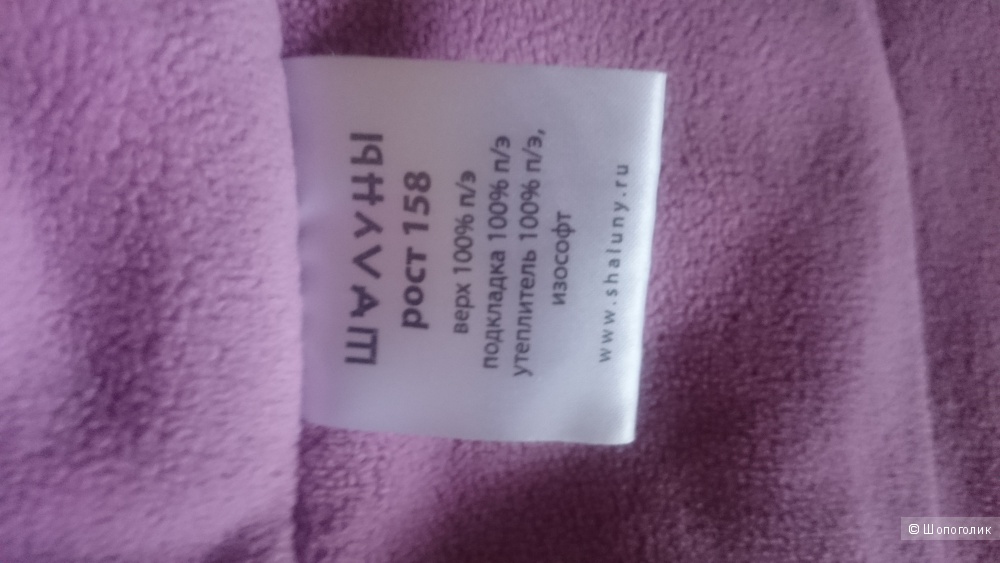 ШАЛУНЫ
рост 158
верх 100% п/э
подкладка 100% п/э
утеплитель 100% п/э,
изософт
www.shaluny.ru
© Шопоголик